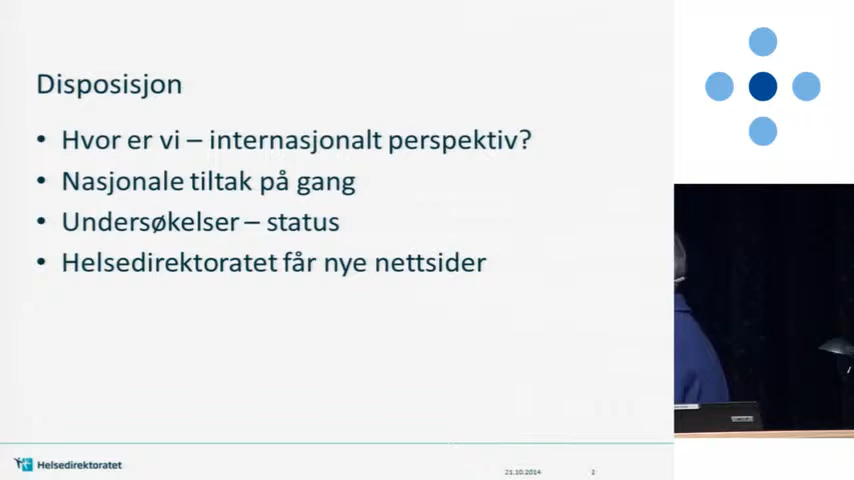 Disposisjon
• Hvor er vi – internasjonalt perspektiv?
• Nasjonale tiltak på gang
• Undersøkelser – status
• Helsedirektoratet får nye nettsider
Helsedirektoratet
21.10.2014
2